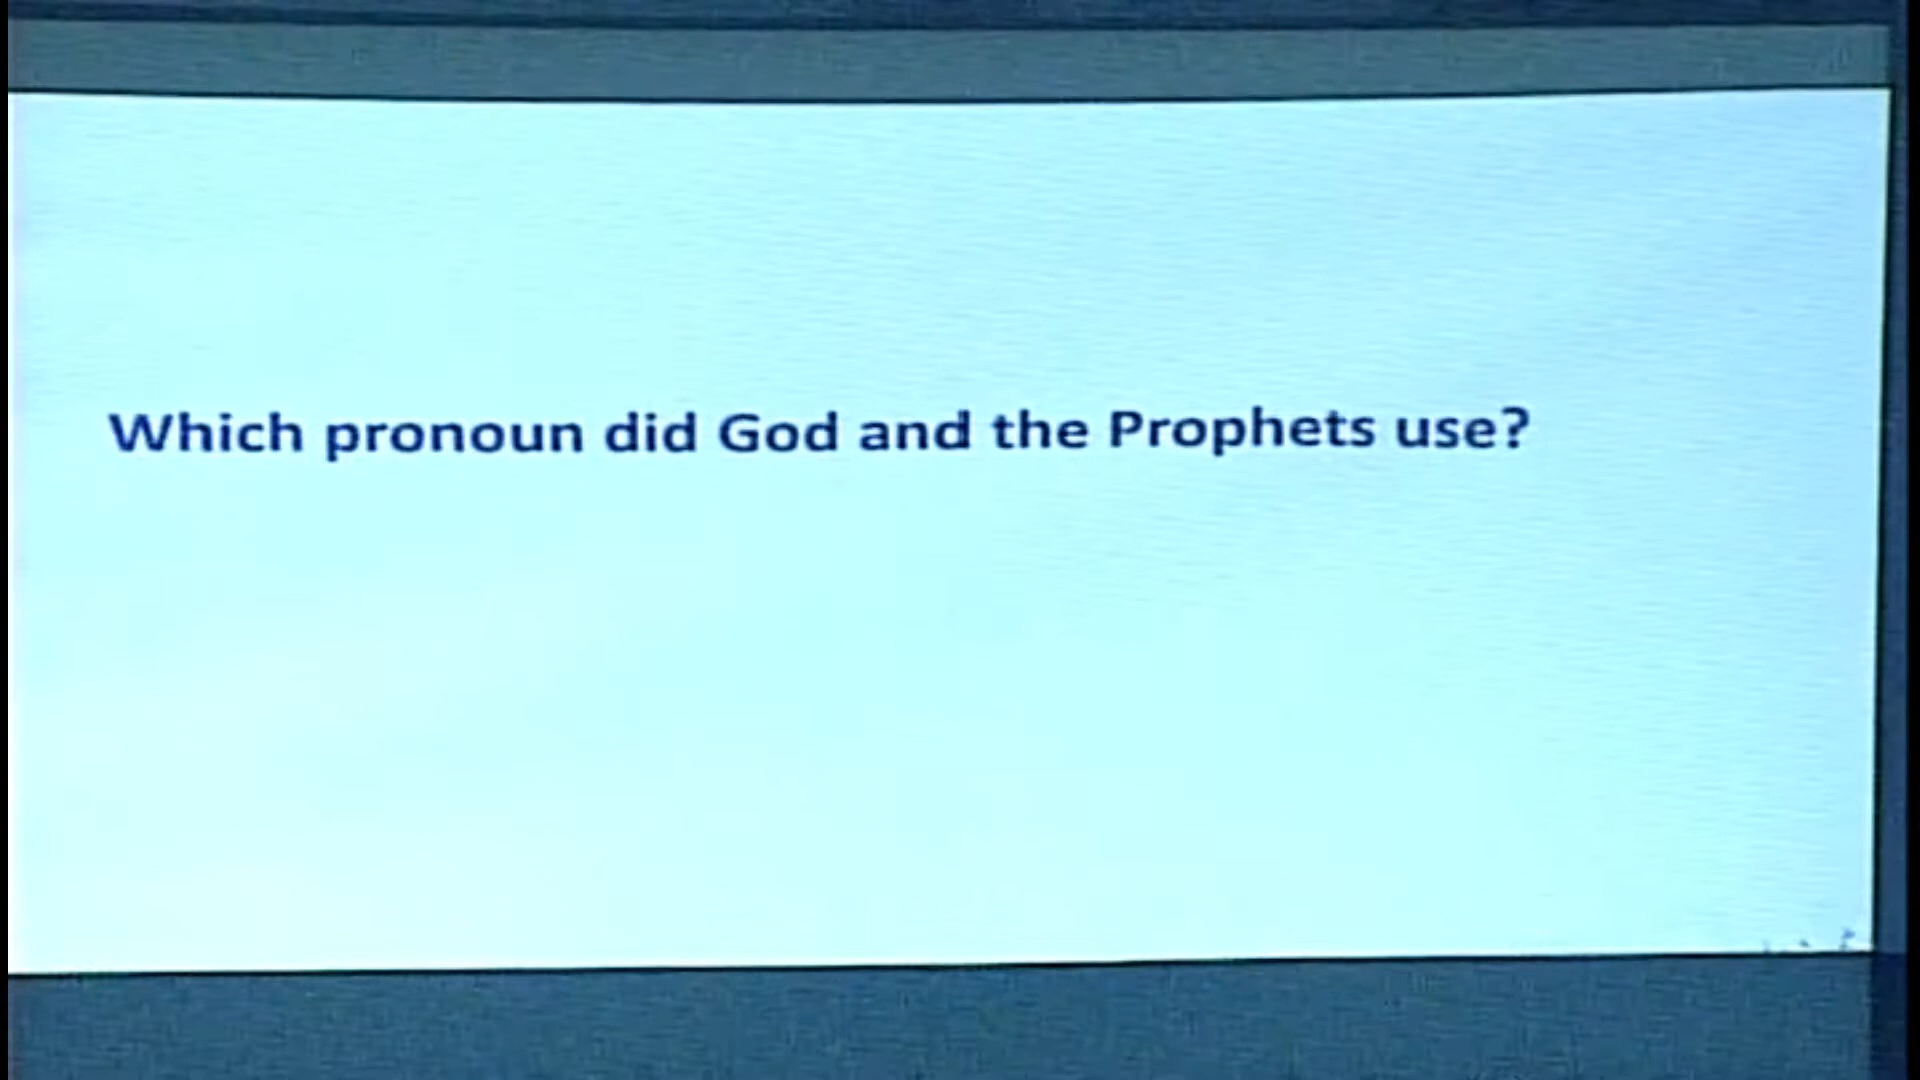 Which pronoun did God and the Prophets use?